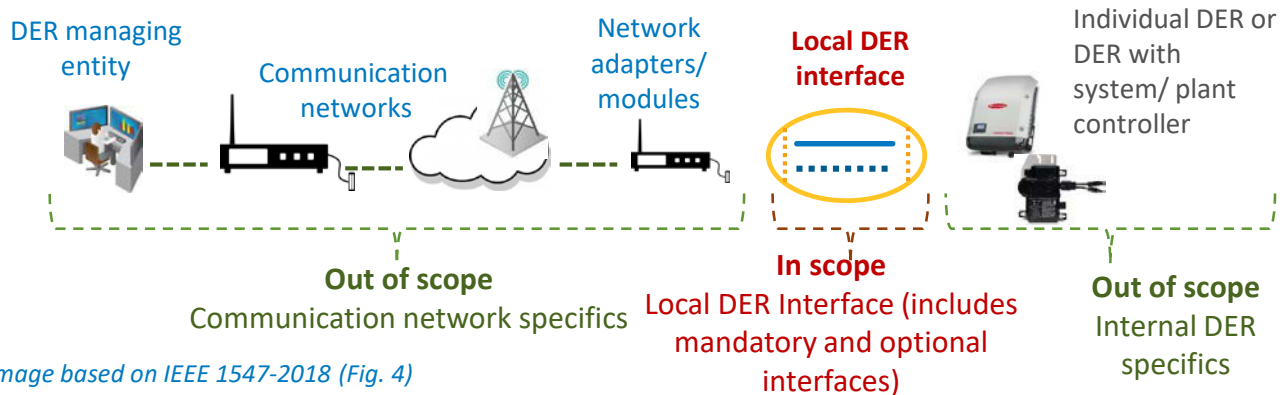 DER managing
entity
Communication
networks
Network
adapters/
modules
Local DER
interface
Individual DER or
DER with
system/ plant
controller
Out of scope
Communication network specifics
In scope
Local DER Interface (includes
mandatory and optional
interfaces)
Out of scope
Internal DER
specifics
mage based on IEEE 1547-2018 (Fig. 4)